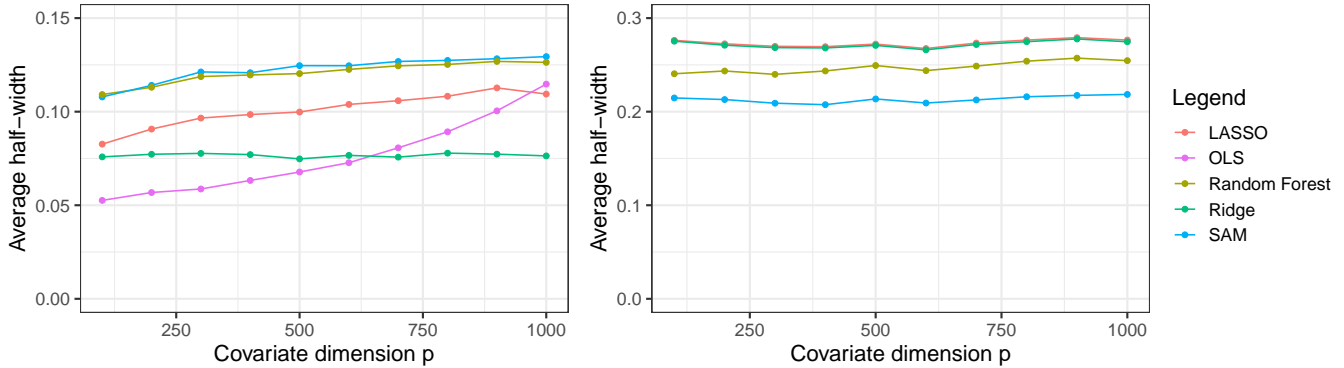 0.15
0.10
0.05
0.00
Average half−width
250
500
750
1000
Covariate dimension p
0.3
0.2
0.1
0.0
Average half−width
250
500
750
1000
Covariate dimension p
Legend
LASSO
OLS
Random Forest
Ridge
SAM